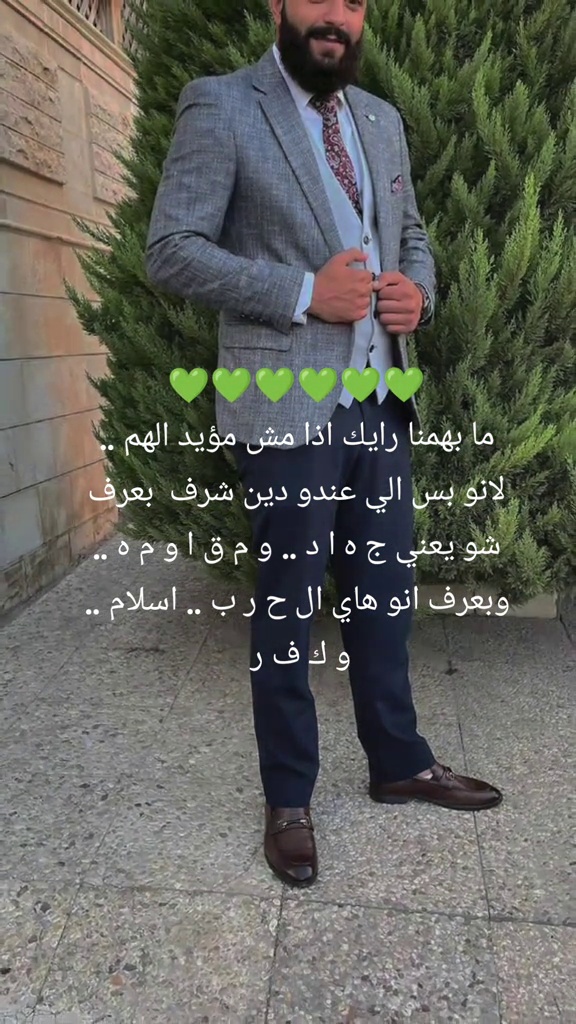 💚💚💚💚💚💚
ما بهمنا رايك اذا مش مؤيد الهم ..
لانو بس الي عندو دين شرف بعرف
شو يعني ج ه ا د .. و م ق ا و م ه ..
وبعرف انو هاي ال ح ر ب .. اسلام ..
و ك ف ر